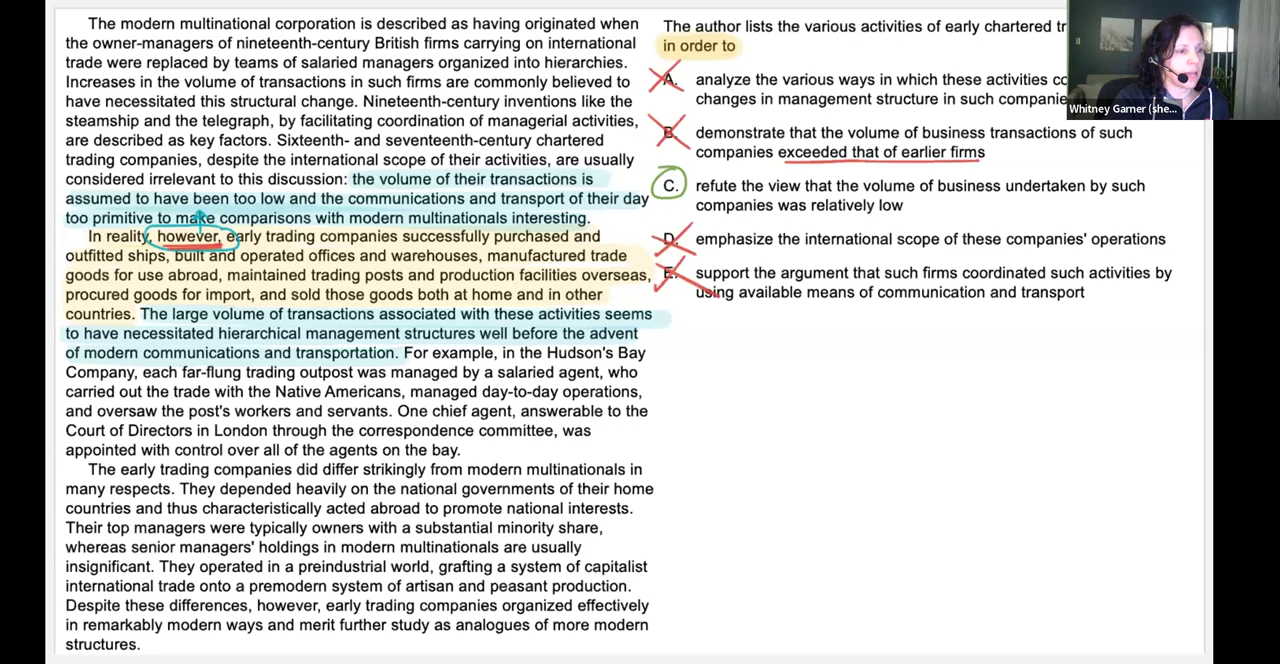 The modern multinational corporation is described as having originated when
the owner-managers of nineteenth-century British firms carrying on international
trade were replaced by teams of salaried managers organized into hierarchies.
Increases in the volume of transactions in such firms are commonly believed to
have necessitated this structural change. Nineteenth-century inventions like the
steamship and the telegraph, by facilitating coordination of managerial activities,
are described as key factors. Sixteenth- and seventeenth-century chartered
trading companies, despite the international scope of their activities, are usually
considered irrelevant to this discussion: the volume of their transactions is
assumed to have been too low and the communications and transport of their day
too primitive to make comparisons with modern multinationals interesting.
In reality, however, early trading companies successfully purchased and
outfitted ships, built and operated offices and warehouses, manufactured trade
goods for use abroad, maintained trading posts and production facilities overseas,
procured goods for import, and sold those goods both at home and in other
countries. The large volume of transactions associated with these activities seems
to have necessitated hierarchical management structures well before the advent
of modern communications and transportation. For example, in the Hudson's Bay
Company, each far-flung trading outpost was managed by a salaried agent, who
carried out the trade with the Native Americans, managed day-to-day operations,
and oversaw the post's workers and servants. One chief agent, answerable to the
Court of Directors in London through the correspondence committee, was
appointed with control over all of the agents on the bay.
The early trading companies did differ strikingly from modern multinationals in
many respects. They depended heavily on the national governments of their home
countries and thus characteristically acted abroad to promote national interests.
Their top managers were typically owners with a substantial minority share,
whereas senior managers' holdings in modern multinationals are usually
insignificant. They operated in a preindustrial world, grafting a system of capitalist
international trade onto a premodern system of artisan and peasant production.
Despite these differences, however, early trading companies organized effectively
in remarkably modern ways and merit further study as analogues of more modern
structures.
The author lists the various activities of early chartered tr
in order to
A. analyze the various ways in which these activities co
changes in management structure in such companie
B. demonstrate that the volume of business transactions of such
companies exceeded that of earlier firms
C. refute the view that the volume of business undertaken by such
companies was relatively low
D. emphasize the international scope of these companies' operations
E. support the argument that such firms coordinated such activities by
using available means of communication and transport
Whitney Garner (she...